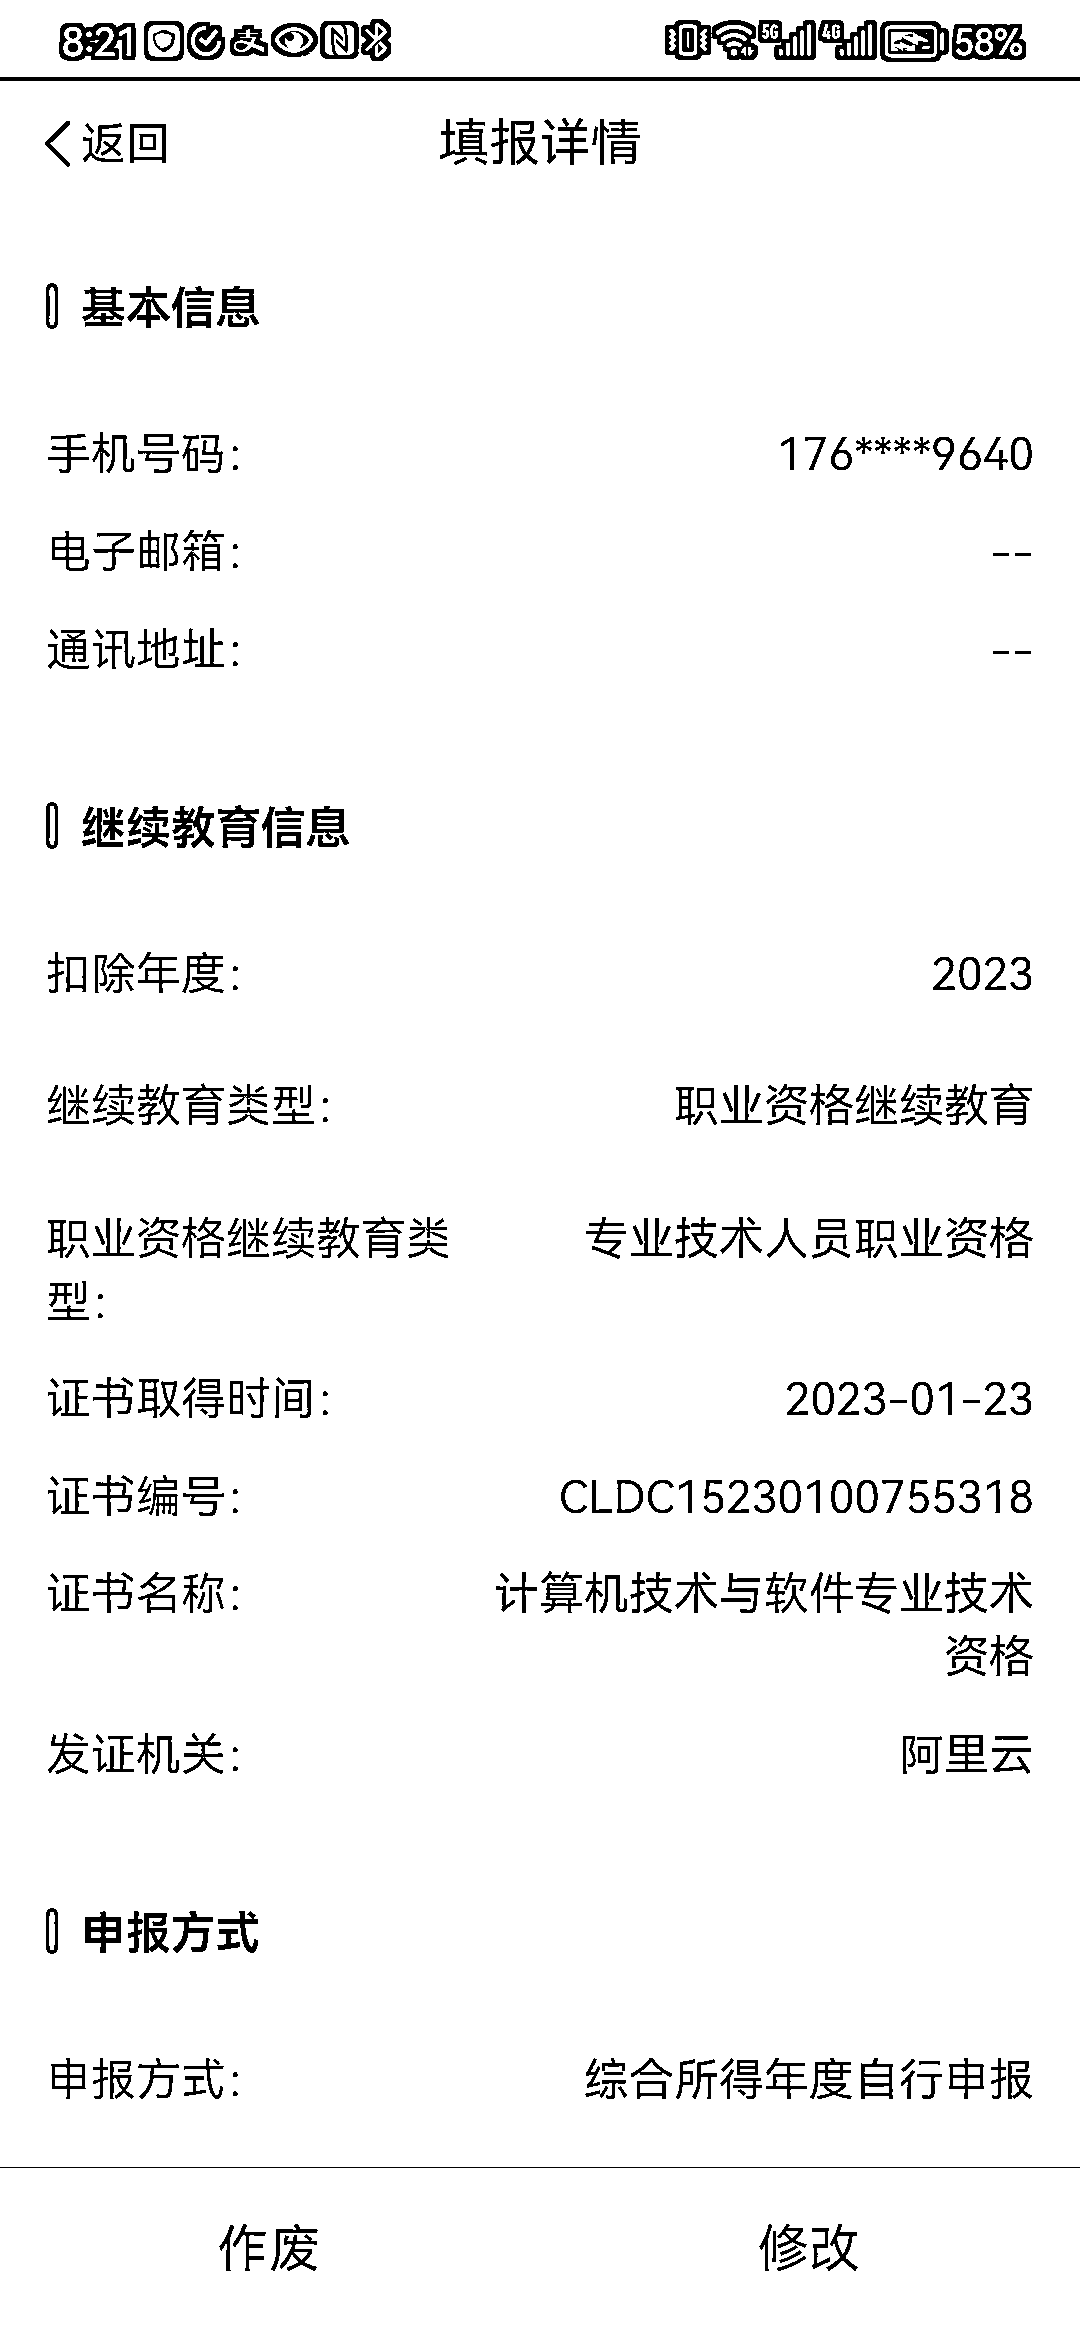 8:21 支 N 5G 4G 58%
返回 填报详情
基本信息
手机号码： 176****9640
电子邮箱： --
通讯地址： --
继续教育信息
扣除年度： 2023
继续教育类型： 职业资格继续教育
职业资格继续教育类 专业技术人员职业资格
型：
证书取得时间： 2023-01-23
证书编号： CLDC15230100755318
证书名称： 计算机技术与软件专业技术
资格
发证机关： 阿里云
申报方式
申报方式： 综合所得年度自行申报
作废 修改